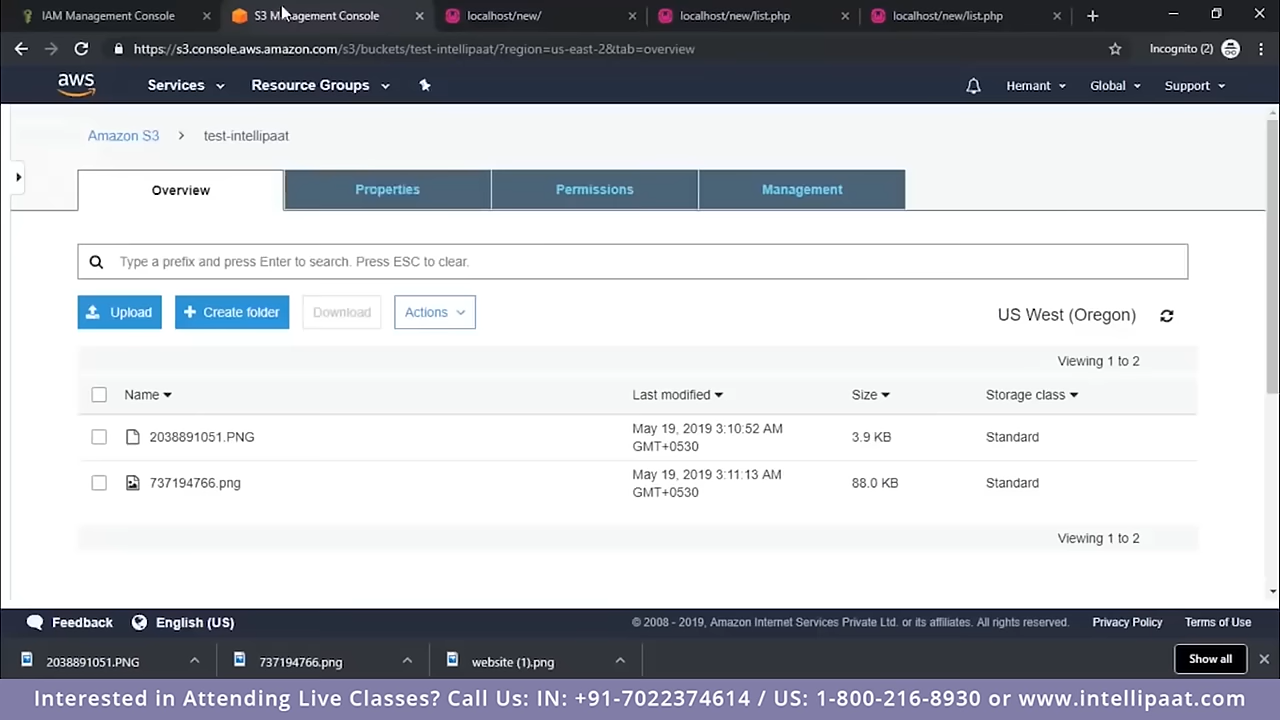 IAM Management Console
S3 Management Console
localhost/new/
localhost/new/list.php
localhost/new/list.php
https://s3.console.aws.amazon.com/s3/buckets/test-intellipaat/?region=us-east-2&tab=overview
Incognito (2)
aws
Services
Resource Groups
Hemant
Global
Support
Amazon S3
test-intellipaat
Overview
Properties
Permissions
Management
Type a prefix and press Enter to search. Press ESC to clear.
Upload
Create folder
Download
Actions
US West (Oregon)
Viewing 1 to 2
Name
Last modified
Size
Storage class
2038891051.PNG
May 19, 2019 3:10:52 AM
GMT+0530
3.9 KB
Standard
737194766.png
May 19, 2019 3:11:13 AM
GMT+0530
88.0 KB
Standard
Viewing 1 to 2
Feedback
English (US)
© 2008 - 2019, Amazon Internet Services Private Ltd. or its affiliates. All rights reserved.
Privacy Policy
Terms of Use
2038891051.PNG
737194766.png
website (1).png
Show all
Interested in Attending Live Classes? Call Us: IN: +91-7022374614 / US: 1-800-216-8930 or www.intellipaat.com